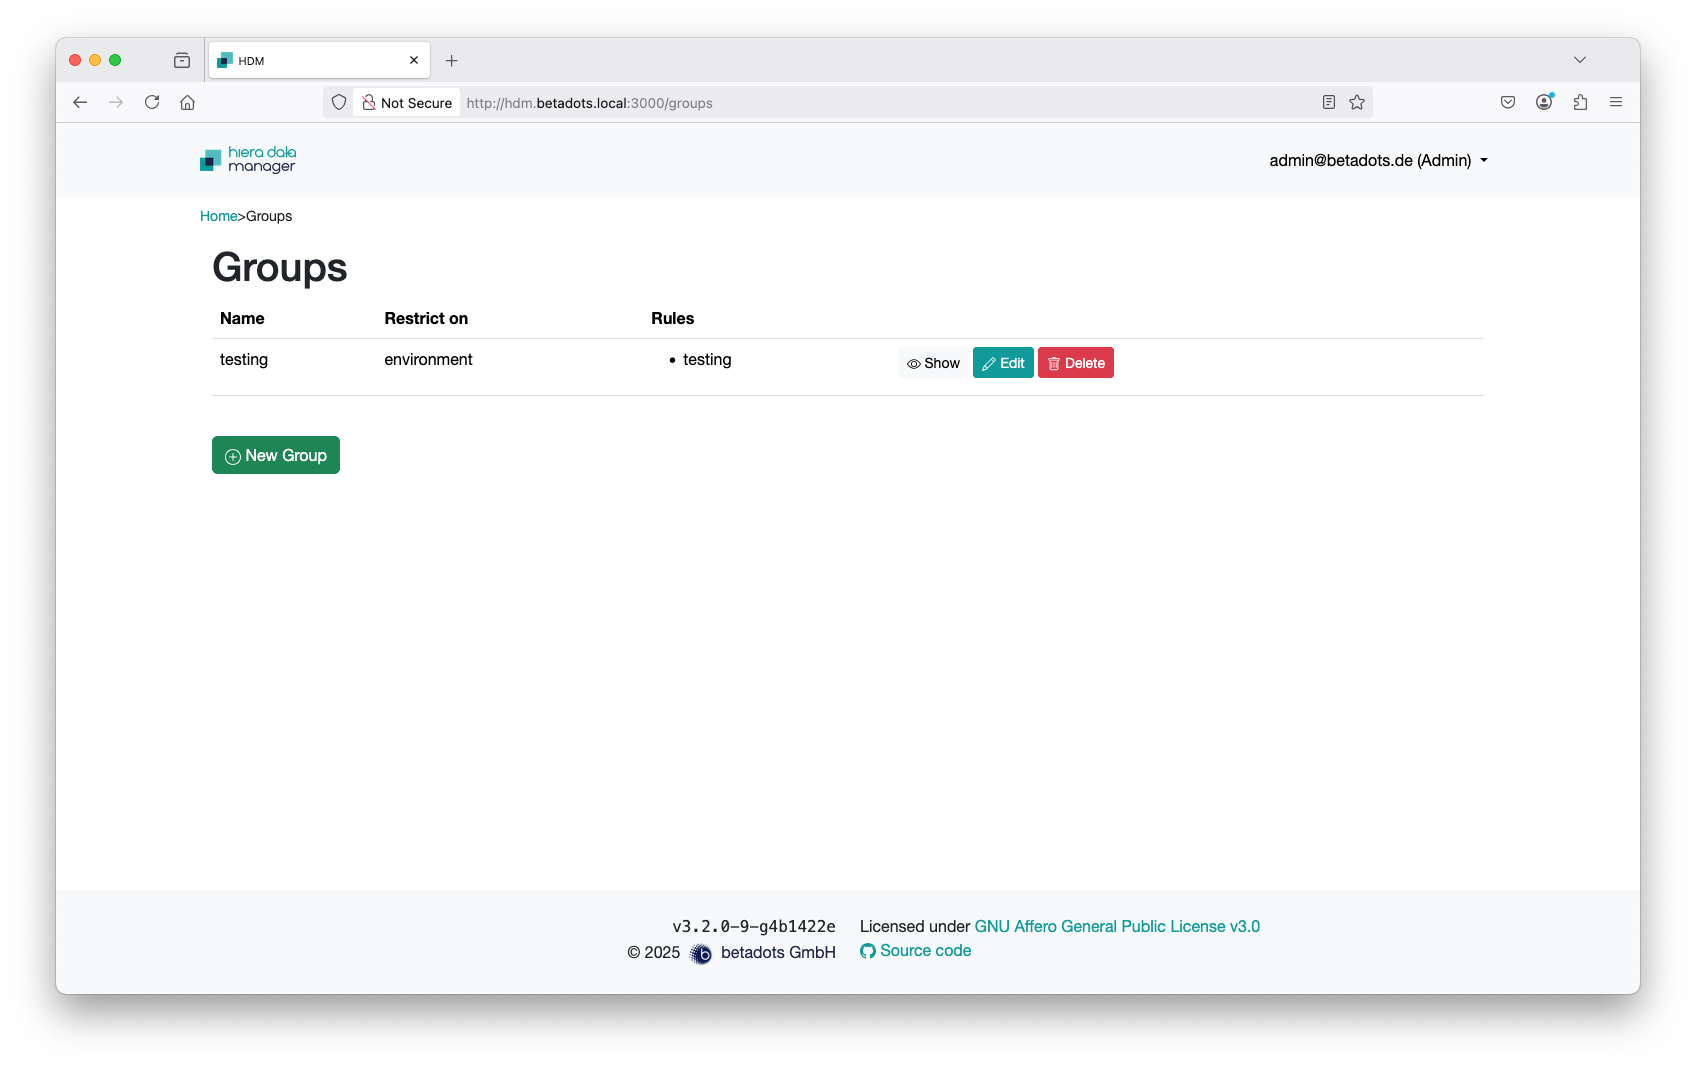 HDM
Not Secure http://hdm.betadots.local:3000/groups
hiera data
manager
admin@betadots.de (Admin)
Home>Groups
Groups
Name Restrict on Rules
testing environment • testing Show Edit Delete
New Group
v3.2.0-9-g4b1422e Licensed under GNU Affero General Public License v3.0
© 2025 b betadots GmbH Source code